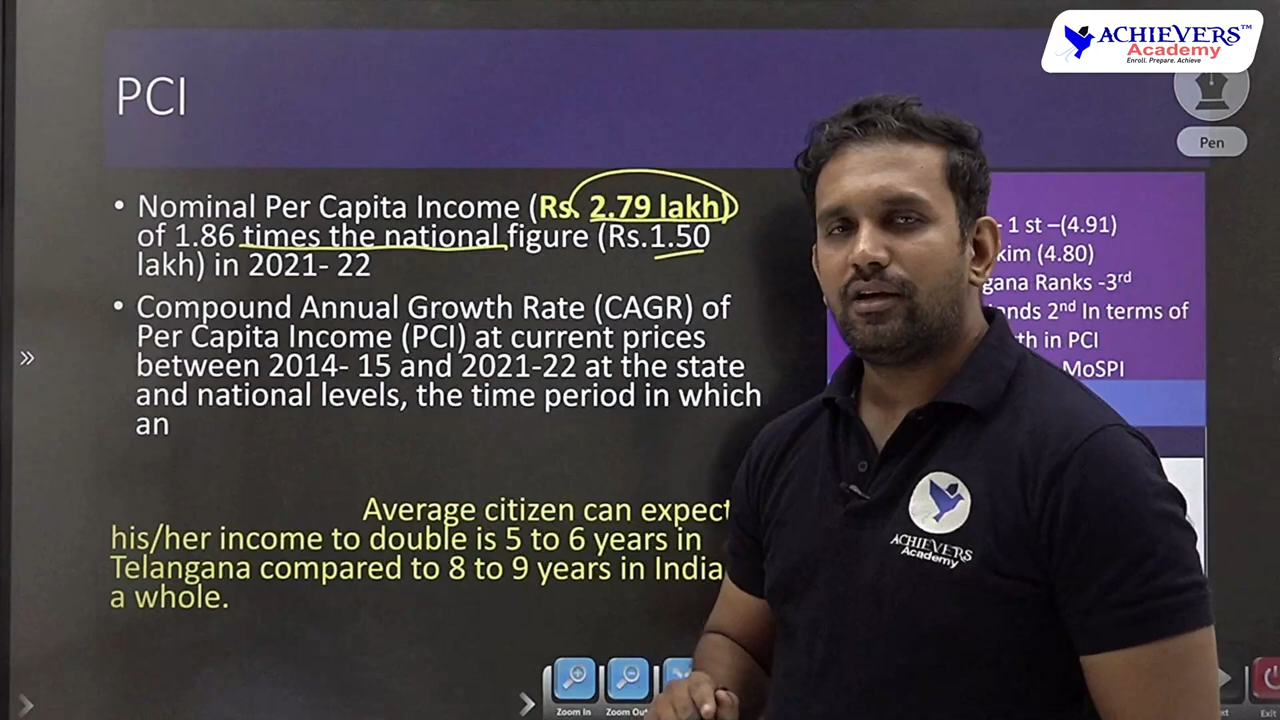 ACHIEVERS™
Academy
Enroll. Prepare. Achieve
Pen
PCI
• Nominal Per Capita Income (Rs. 2.79 lakh)
of 1.86 times the national figure (Rs.1.50
lakh) in 2021- 22
• Compound Annual Growth Rate (CAGR) of
Per Capita Income (PCI) at current prices
between 2014- 15 and 2021-22 at the state
and national levels, the time period in which
an
Average citizen can expect
his/her income to double is 5 to 6 years in
Telangana compared to 8 to 9 years in India
a whole.
- 1 st –(4.91)
(4.80)
Ranks -3rd
2nd In terms of
in PCI
MoSPI
ACHIEVERS
Academy
Zoom In
Zoom Ou
Exit